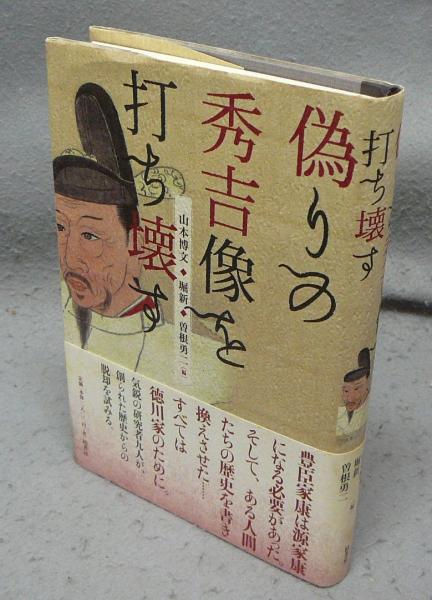 偽りの
秀吉像を
打ち壊す
山本博文◆堀新◆曽根勇二 編
豊臣家康は源家康
になる必要があった。
そして、ある人間
たちの歴史を書き
換えさせた……
すべては
徳川家のために。
気鋭の研究者九人が、
創られた歴史からの
脱却を試みる。
打ち壊す
堀新
曽根勇二
編